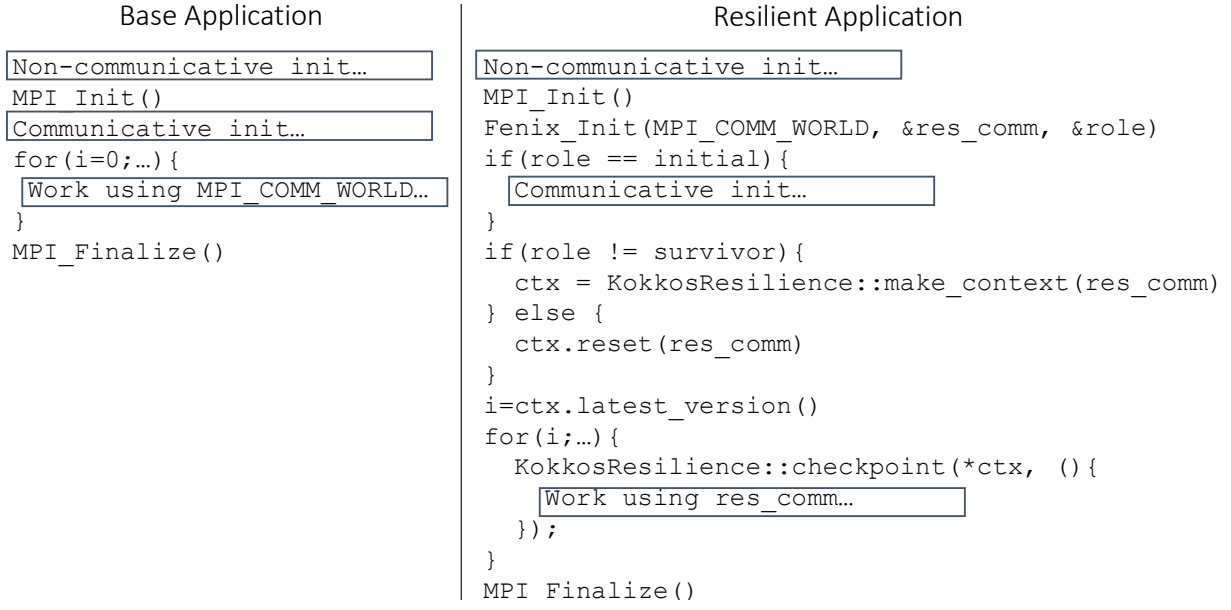 Base Application
Non-communicative init…
MPI_Init()
Communicative init…
for(i=0;…){
Work using MPI_COMM_WORLD…
}
MPI_Finalize()
Resilient Application
Non-communicative init…
MPI_Init()
Fenix_Init(MPI_COMM_WORLD, &res_comm, &role)
if(role == initial){
Communicative init…
}
if(role != survivor){
ctx = KokkosResilience::make_context(res_comm)
} else {
ctx.reset(res_comm)
}
i=ctx.latest_version()
for(i;…){
KokkosResilience::checkpoint(*ctx, (){
Work using res_comm…
});
}
MPI_Finalize()